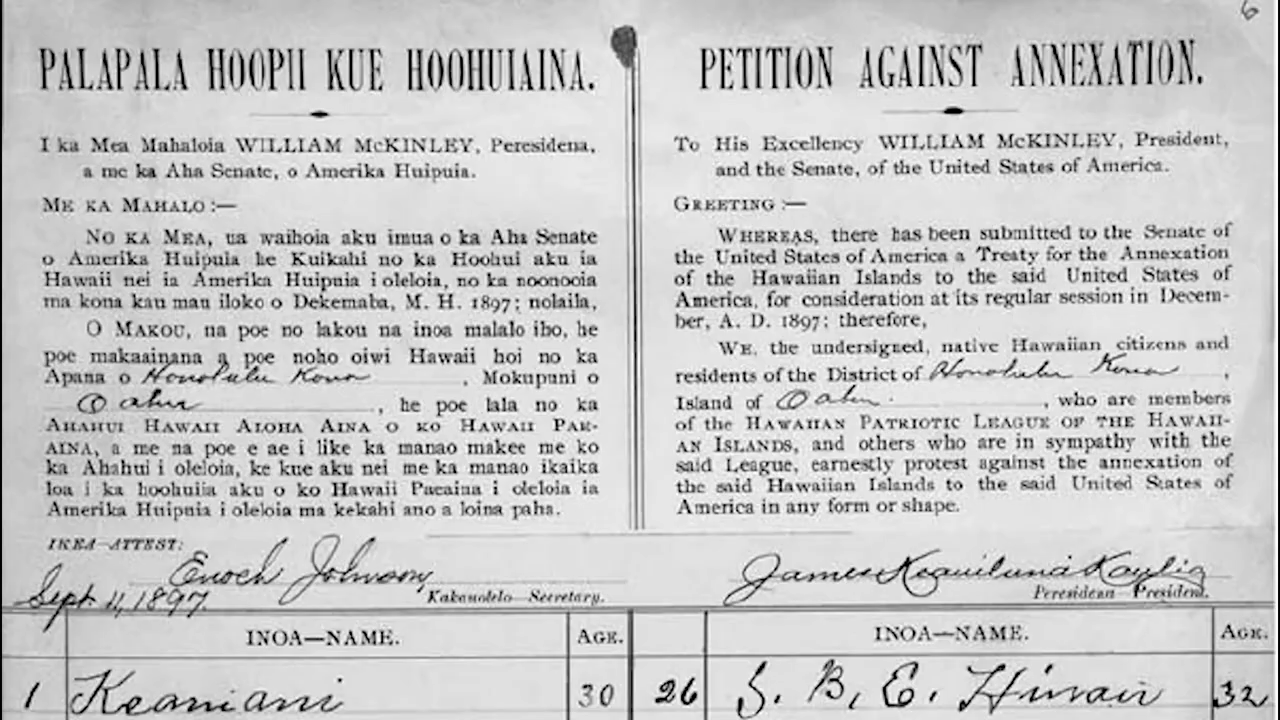 6
PALAPALA HOOPII KUE HOOHUIAINA.
I ka Mea Mahaloia WILLIAM McKINLEY, Peresidena,
a me ka Aha Senate, o Amerika Huipuia.
ME KA MAHALO:—
NO KA MEA, ua waihoia aku imua o ka Aha Senate
o Amerika Huipuia he Kuikahi no ka Hoohui aku ia
Hawaii nei ia Amerika Huipuia i oleloia, no ka noonooia
ma kona kau mau iloko o Dekemaba, M. H. 1897; nolaila,
O MAKOU, na poe no lakou na inoa malalo iho, he
poe makaainana a poe noho oiwi Hawaii hoi no ka
Apana o Honolulu Kona, Mokupuni o
Oahu, he poe lala no ka
AHAHUI HAWAII ALOHA AINA O KO HAWAII PAE-
AINA, a me na poe e ae i like ka manao makee me ko
ka Ahahui i oleloia, ke kue aku nei me ka manao ikaika
loa i ka hoohuiia aku o ko Hawaii Paeaina i oleloia ia
Amerika Huipuia i oleloia ma kekahi ano a loina paha.
PETITION AGAINST ANNEXATION.
To His Excellency WILLIAM McKINLEY, President,
and the Senate, of the United States of America.
GREETING:—
WHEREAS, there has been submitted to the Senate of
the United States of America a Treaty for the Annexation
of the Hawaiian Islands to the said United States of
America, for consideration at its regular session in Decem-
ber, A. D. 1897; therefore,
WE, the undersigned, native Hawaiian citizens and
residents of the District of Honolulu Kona,
Island of Oahu., who are members
of the HAWAIIAN PATRIOTIC LEAGUE OF THE HAWAII-
AN ISLANDS, and others who are in sympathy with the
said League, earnestly protest against the annexation of
the said Hawaiian Islands to the said United States of
America in any form or shape.
IKEA—ATTEST:
Enoch Johnson
Sept. 11, 1897.
Kakauolelo—Secretary.
James Keauiluna Kaulia
Peresidena—President.
INOA—NAME. AGE. INOA—NAME. AGE.
1 Keaniani 30 26 S. B. E. 32